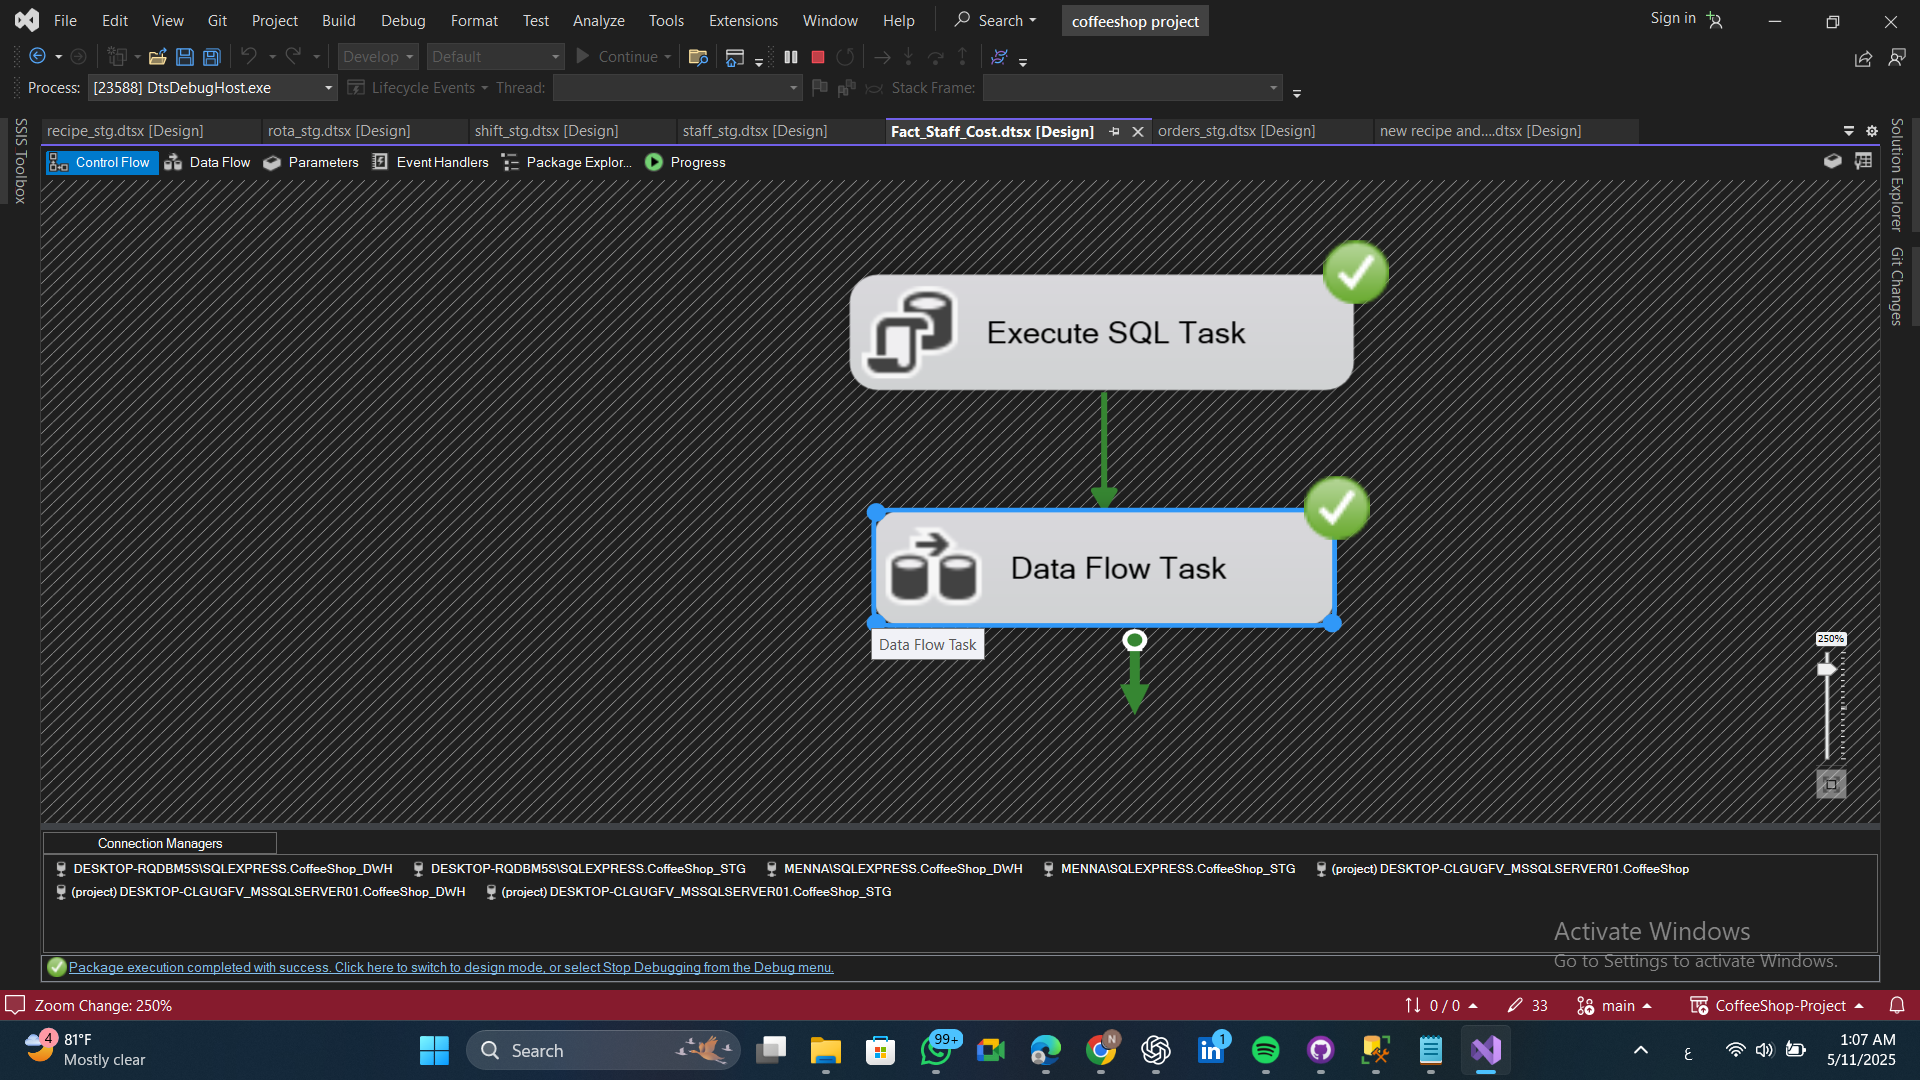 File Edit View Git Project Build Debug Format Test Analyze Tools Extensions Window Help Search coffeeshop project Sign in
Develop Default Continue
Process: [23588] DtsDebugHost.exe Lifecycle Events Thread: Stack Frame:
SSIS Toolbox
recipe_stg.dtsx [Design] rota_stg.dtsx [Design] shift_stg.dtsx [Design] staff_stg.dtsx [Design] Fact_Staff_Cost.dtsx [Design] orders_stg.dtsx [Design] new recipe and....dtsx [Design]
Control Flow Data Flow Parameters Event Handlers Package Explor... Progress
Solution Explorer
Git Changes
Execute SQL Task
Data Flow Task
Data Flow Task
250%
Connection Managers
DESKTOP-RQDBM5S\SQLEXPRESS.CoffeeShop_DWH DESKTOP-RQDBM5S\SQLEXPRESS.CoffeeShop_STG MENNA\SQLEXPRESS.CoffeeShop_DWH MENNA\SQLEXPRESS.CoffeeShop_STG (project) DESKTOP-CLGUGFV_MSSQLSERVER01.CoffeeShop
(project) DESKTOP-CLGUGFV_MSSQLSERVER01.CoffeeShop_DWH (project) DESKTOP-CLGUGFV_MSSQLSERVER01.CoffeeShop_STG
Activate Windows
Go to Settings to activate Windows.
Package execution completed with success. Click here to switch to design mode, or select Stop Debugging from the Debug menu.
Zoom Change: 250% 0 / 0 33 main CoffeeShop-Project
4 81°F
Mostly clear
Search
99+
N
1
ع
1:07 AM
5/11/2025